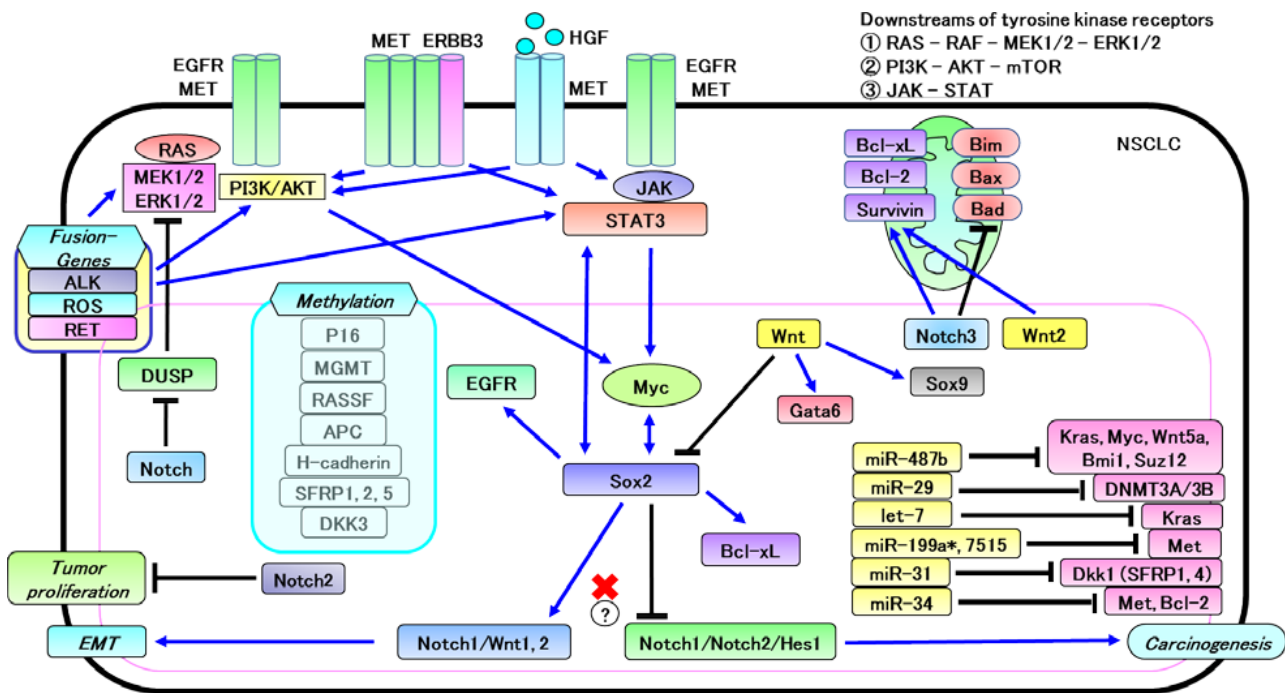 Downstreams of tyrosine kinase receptors
① RAS – RAF – MEK1/2 – ERK1/2
② PI3K – AKT – mTOR
③ JAK – STAT
EGFR
MET
MET ERBB3
HGF
MET
EGFR
MET
NSCLC
RAS
MEK1/2
ERK1/2
PI3K/AKT
JAK
STAT3
Bcl-xL
Bcl-2
Survivin
Bim
Bax
Bad
Fusion-
Genes
ALK
ROS
RET
Methylation
P16
MGMT
RASSF
APC
H-cadherin
SFRP1, 2, 5
DKK3
DUSP
Notch
EGFR
Myc
Wnt
Notch3
Wnt2
Sox9
Gata6
Sox2
Bcl-xL
miR-487b
Kras, Myc, Wnt5a,
Bmi1, Suz12
miR-29
DNMT3A/3B
let-7
Kras
miR-199a*, 7515
Met
miR-31
Dkk1 (SFRP1, 4)
miR-34
Met, Bcl-2
Tumor
proliferation
Notch2
?
EMT
Notch1/Wnt1, 2
Notch1/Notch2/Hes1
Carcinogenesis